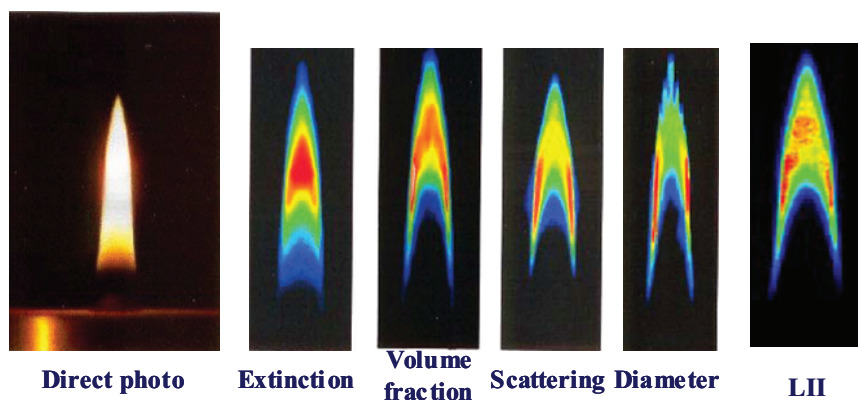 Direct photo
Extinction
Volume
fraction
Scattering
Diameter
LII